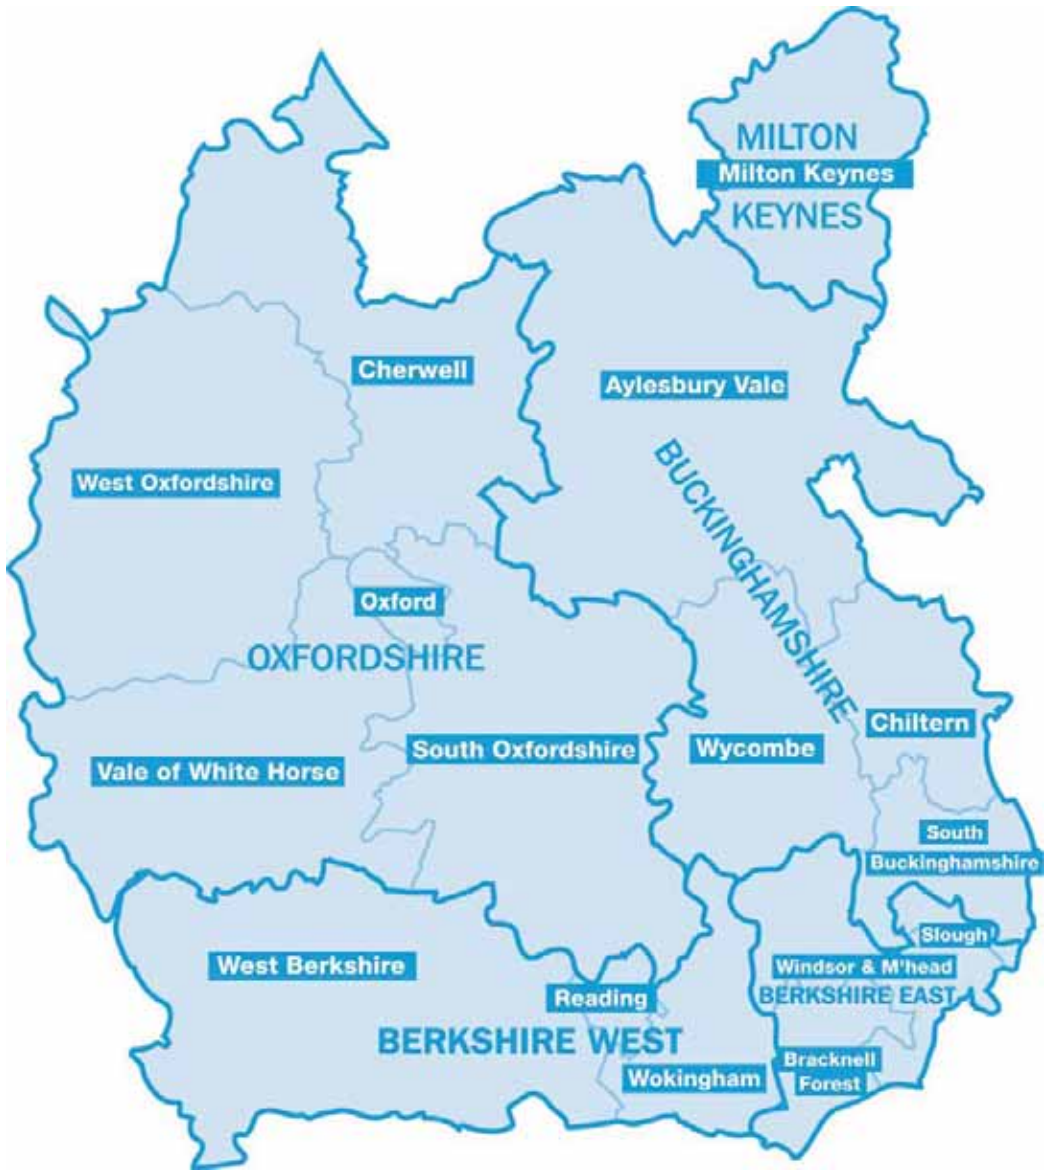 MILTON
Milton Keynes
KEYNES
Cherwell
Aylesbury Vale
West Oxfordshire
BUCKINGHAMSHIRE
Oxford
OXFORDSHIRE
Chiltern
South Oxfordshire
Wycombe
Vale of White Horse
South
Buckinghamshire
Slough
West Berkshire
Windsor & M'head
Reading
BERKSHIRE EAST
BERKSHIRE WEST
Bracknell
Forest
Wokingham